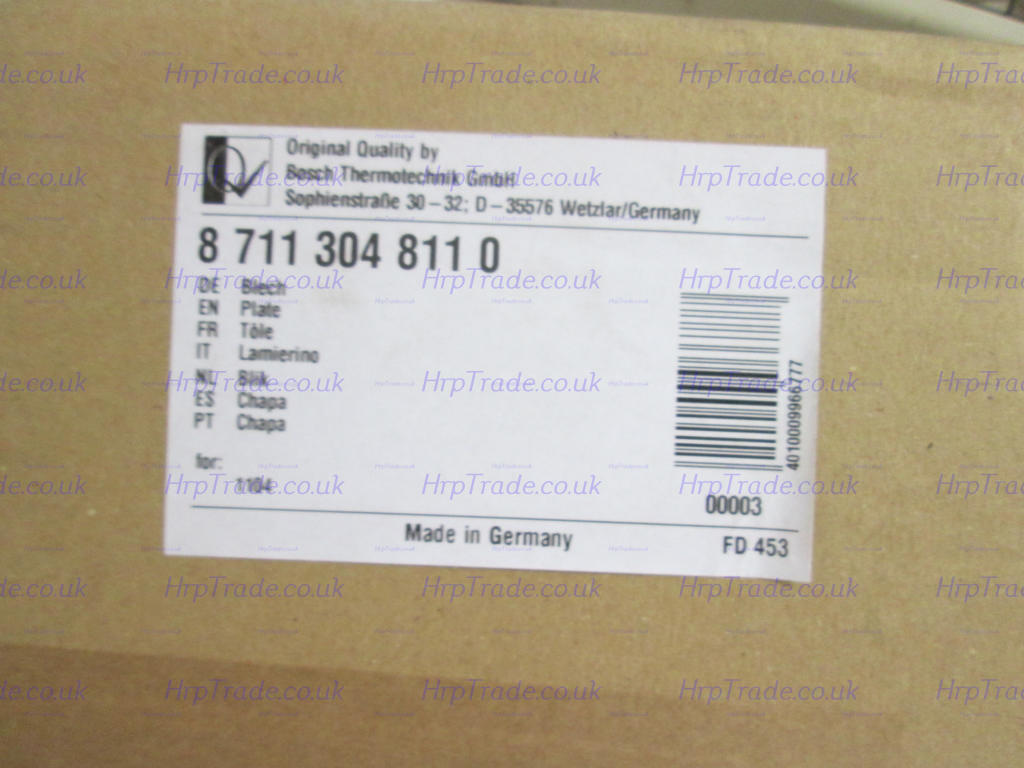 Original Quality by
Bosch Thermotechnik GmbH
Sophienstraße 30 – 32; D – 35576 Wetzlar/Germany
8 711 304 811 0
DE Blech
EN Plate
FR Tôle
IT Lamierino
NL Blik
ES Chapa
PT Chapa
for:
1104
4010009966777
00003
Made in Germany
FD 453
HrpTrade.co.uk